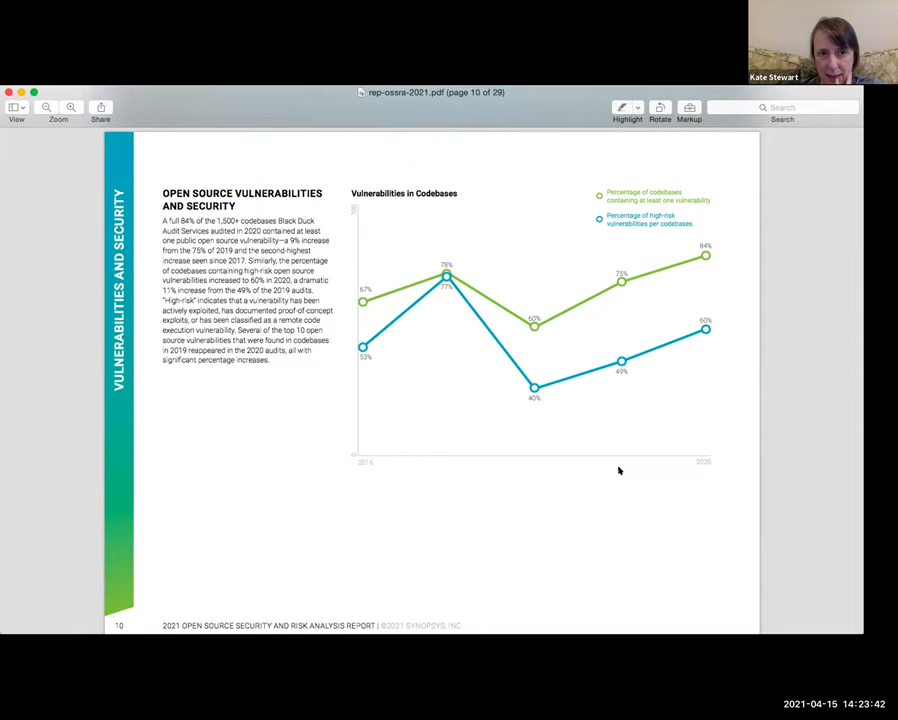 Kate Stewart
rep-ossra-2021.pdf (page 10 of 29)
View
Zoom
Share
Highlight
Rotate
Markup
Search
Search
VULNERABILITIES AND SECURITY
OPEN SOURCE VULNERABILITIES
AND SECURITY
A full 84% of the 1,500+ codebases Black Duck
Audit Services audited in 2020 contained at least
one public open source vulnerability—a 9% increase
from the 75% of 2019 and the second-highest
increase seen since 2017. Similarly, the percentage
of codebases containing high-risk open source
vulnerabilities increased to 60% in 2020, a dramatic
11% increase from the 49% of the 2019 audits.
"High-risk" indicates that a vulnerability has been
actively exploited, has documented proof-of-concept
exploits, or has been classified as a remote code
execution vulnerability. Several of the top 10 open
source vulnerabilities that were found in codebases
in 2019 reappeared in the 2020 audits, all with
significant percentage increases.
Vulnerabilities in Codebases
Percentage of codebases
containing at least one vulnerability
Percentage of high-risk
vulnerabilities per codebases
100
67%
78%
60%
75%
84%
53%
77%
40%
49%
60%
0
2016
2020
10
2021 OPEN SOURCE SECURITY AND RISK ANALYSIS REPORT | ©2021 SYNOPSYS, INC
2021-04-15 14:23:42